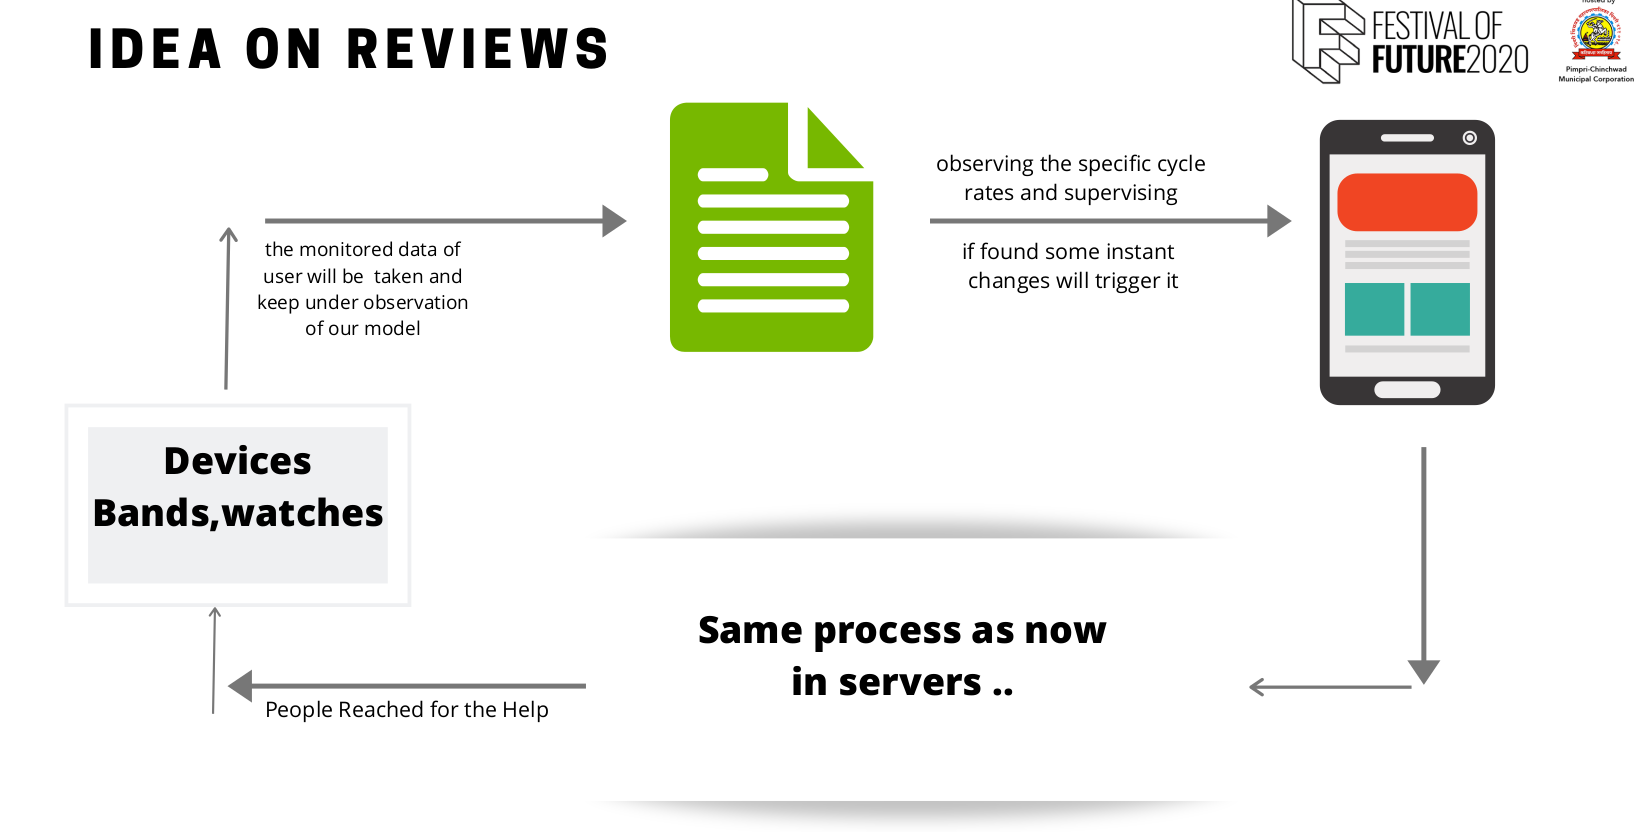 IDEA ON REVIEWS
FESTIVAL OF
FUTURE2020
hosted by
Pimpri-Chinchwad
Municipal Corporation
the monitored data of
user will be taken and
keep under observation
of our model
observing the specific cycle
rates and supervising
if found some instant
changes will trigger it
Devices
Bands,watches
Same process as now
in servers ..
People Reached for the Help